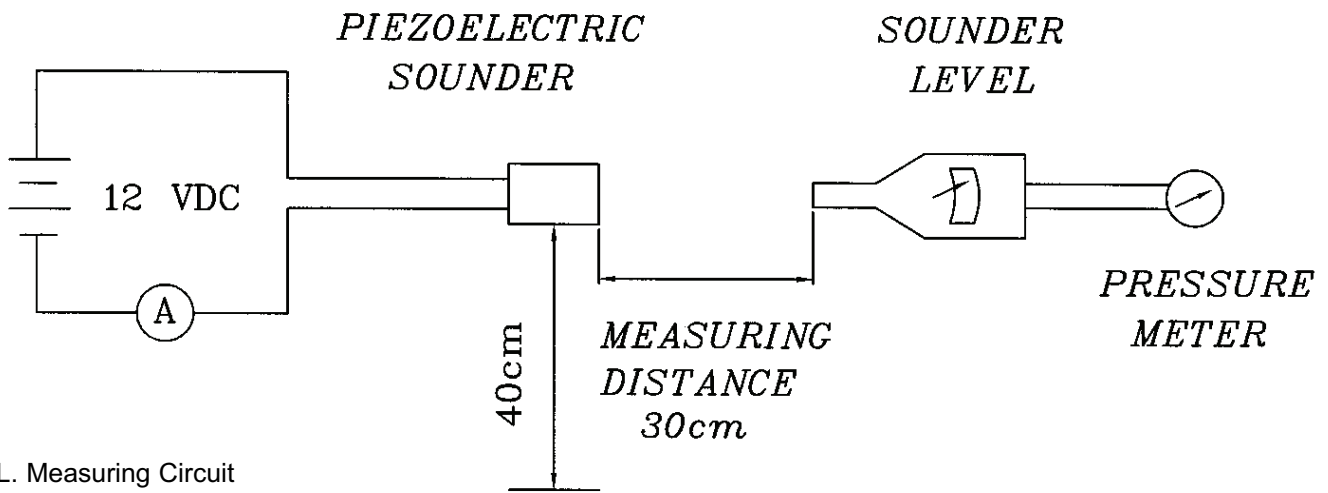 PIEZOELECTRIC
SOUNDER
SOUNDER
LEVEL
12 VDC
A
PRESSURE
METER
MEASURING
DISTANCE
30cm
40cm
L. Measuring Circuit